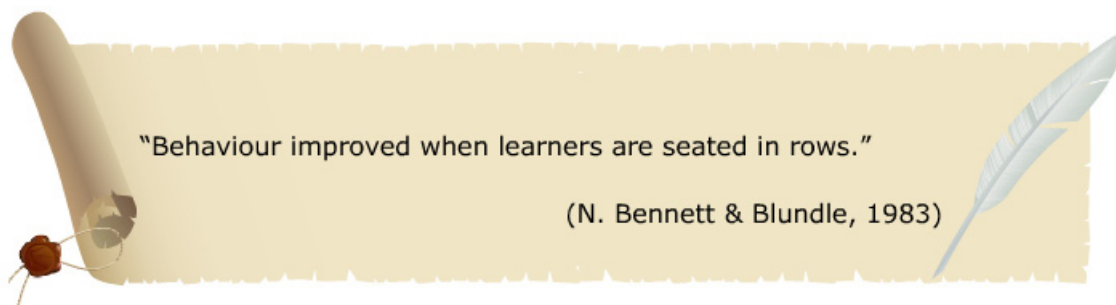 “Behaviour improved when learners are seated in rows.”
(N. Bennett & Blundle, 1983)